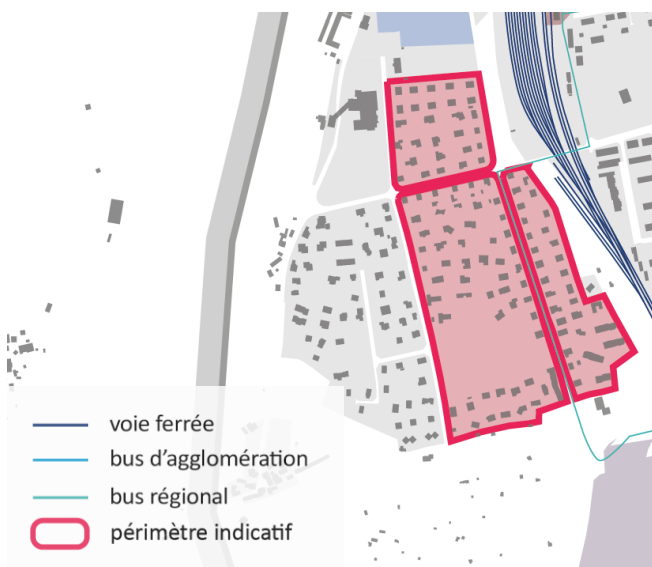 voie ferrée
bus d’agglomération
bus régional
périmètre indicatif